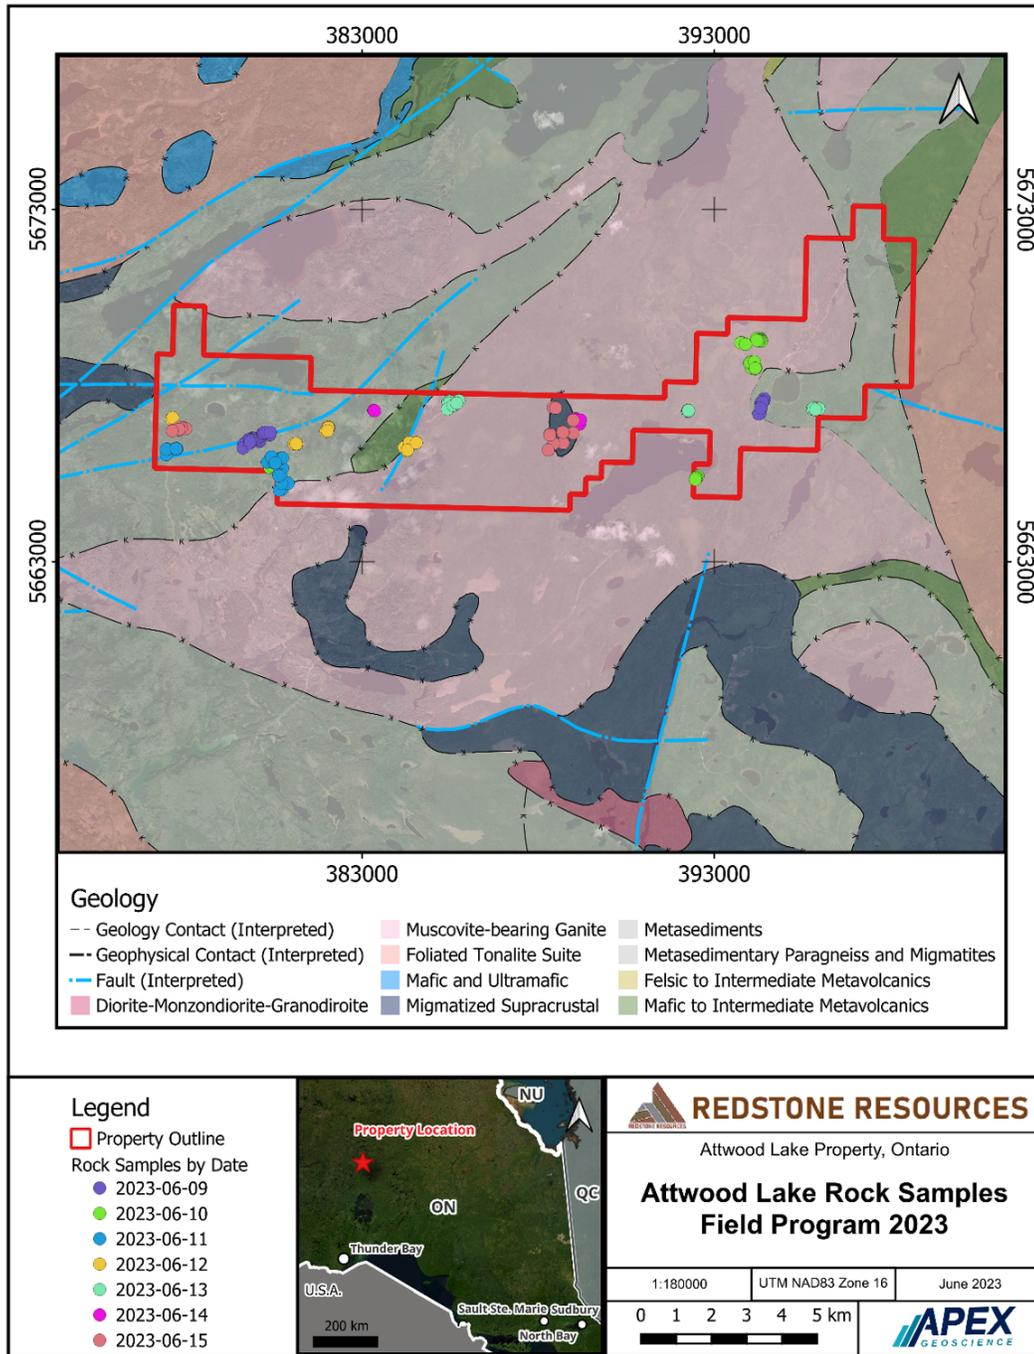 383000 393000
5673000 5673000
5663000 5663000
383000 393000
Geology
Geology Contact (Interpreted)
Geophysical Contact (Interpreted)
Fault (Interpreted)
Diorite-Monzondiorite-Granodiroite
Muscovite-bearing Ganite
Foliated Tonalite Suite
Mafic and Ultramafic
Migmatized Supracrustal
Metasediments
Metasedimentary Paragneiss and Migmatites
Felsic to Intermediate Metavolcanics
Mafic to Intermediate Metavolcanics
Legend
Property Outline
Rock Samples by Date
2023-06-09
2023-06-10
2023-06-11
2023-06-12
2023-06-13
2023-06-14
2023-06-15
NU
Property Location
QC
ON
Thunder Bay
U.S.A.
Sault Ste. Marie Sudbury
North Bay
200 km
REDSTONE RESOURCES
REDSTONE RESOURCES
Attwood Lake Property, Ontario
Attwood Lake Rock Samples
Field Program 2023
1:180000 UTM NAD83 Zone 16 June 2023
0 1 2 3 4 5 km
APEX
GEOSCIENCE